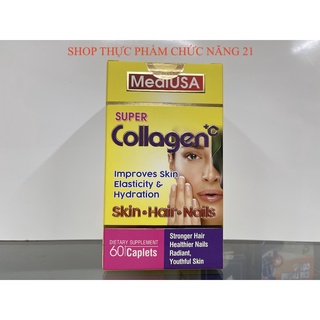 SHOP THỰC PHẨM CHỨC NĂNG 21
MediUSA
SUPER
Collagen
+C
Improves Skin
Elasticity &
Hydration
Skin • Hair • Nails
DIETARY SUPPLEMENT
60 Caplets
Stronger Hair
Healthier Nails
Radiant,
Youthful Skin